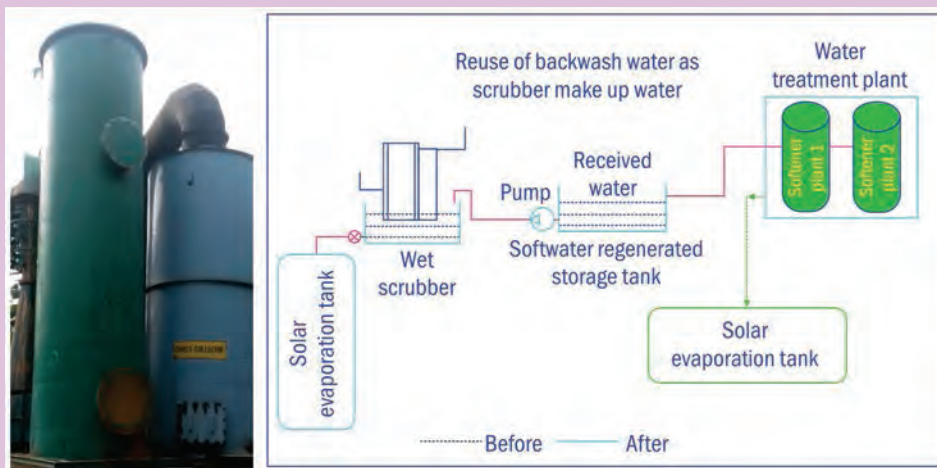 Reuse of backwash water as
scrubber make up water
Water
treatment plant
Softener
plant 1
Softener
plant 2
Received
water
Pump
Softwater regenerated
storage tank
Wet
scrubber
Solar
evaporation tank
Solar
evaporation tank
Before
After